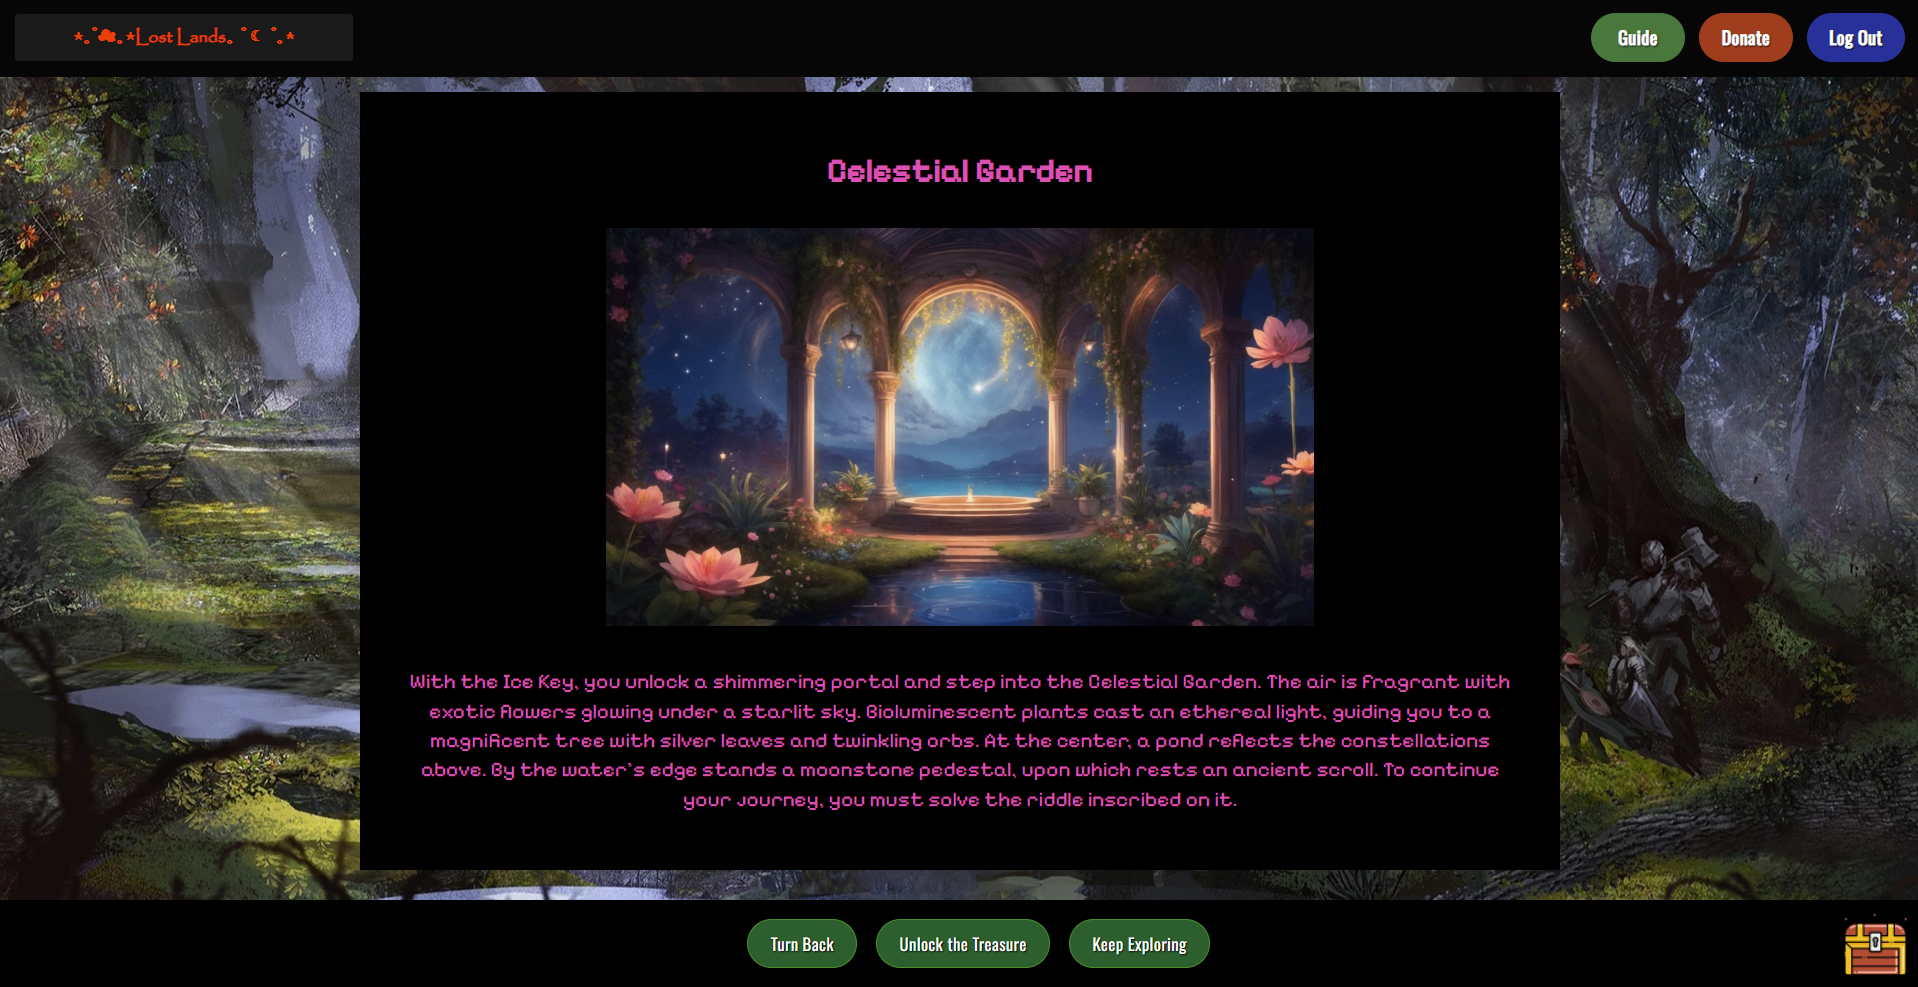 ⋆｡ﾟ☁︎｡⋆Lost Lands｡ ﾟ☾ ﾟ｡⋆
Guide
Donate
Log Out
Celestial Garden
With the Ice Key, you unlock a shimmering portal and step into the Celestial Garden. The air is fragrant with
exotic flowers glowing under a starlit sky. Bioluminescent plants cast an ethereal light, guiding you to a
magnificent tree with silver leaves and twinkling orbs. At the center, a pond reflects the constellations
above. By the water's edge stands a moonstone pedestal, upon which rests an ancient scroll. To continue
your journey, you must solve the riddle inscribed on it.
Turn Back
Unlock the Treasure
Keep Exploring